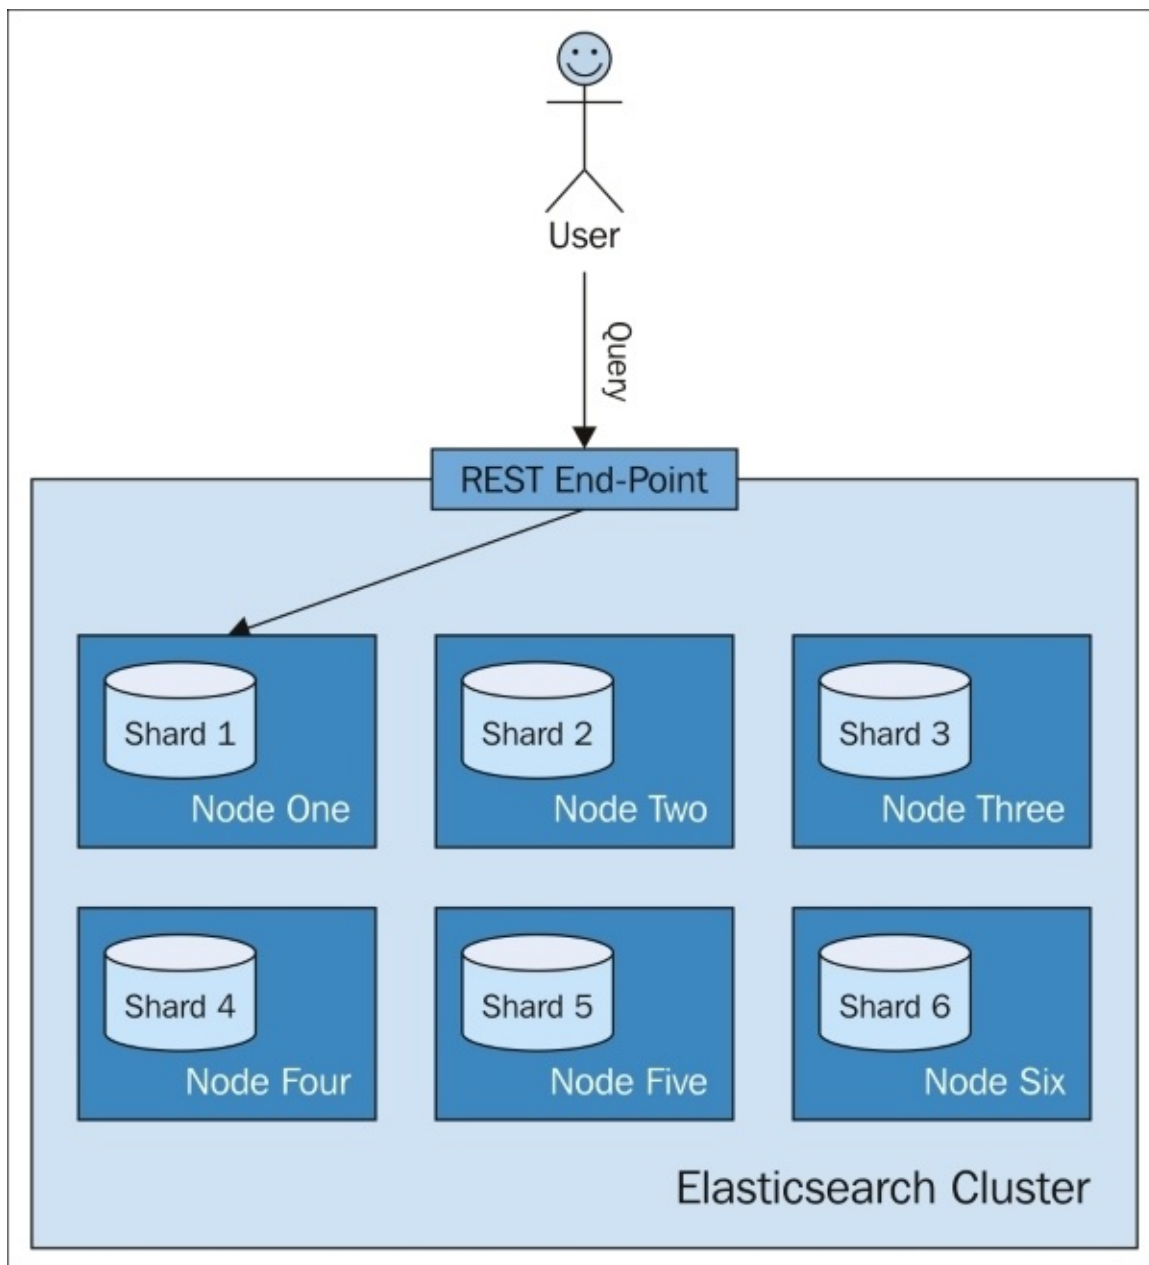 User
Query
REST End-Point
Shard 1
Node One
Shard 2
Node Two
Shard 3
Node Three
Shard 4
Node Four
Shard 5
Node Five
Shard 6
Node Six
Elasticsearch Cluster